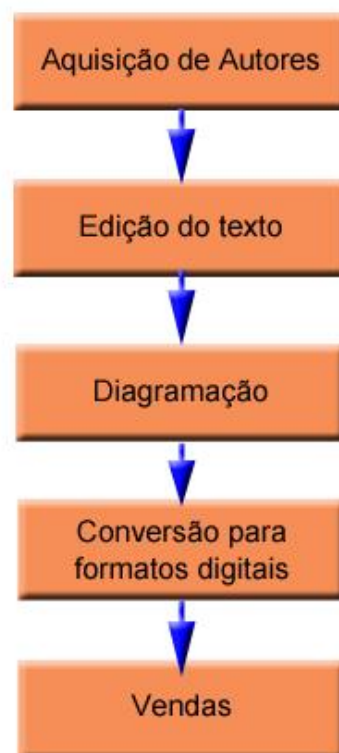 Aquisição de Autores
Edição do texto
Diagramação
Conversão para
formatos digitais
Vendas